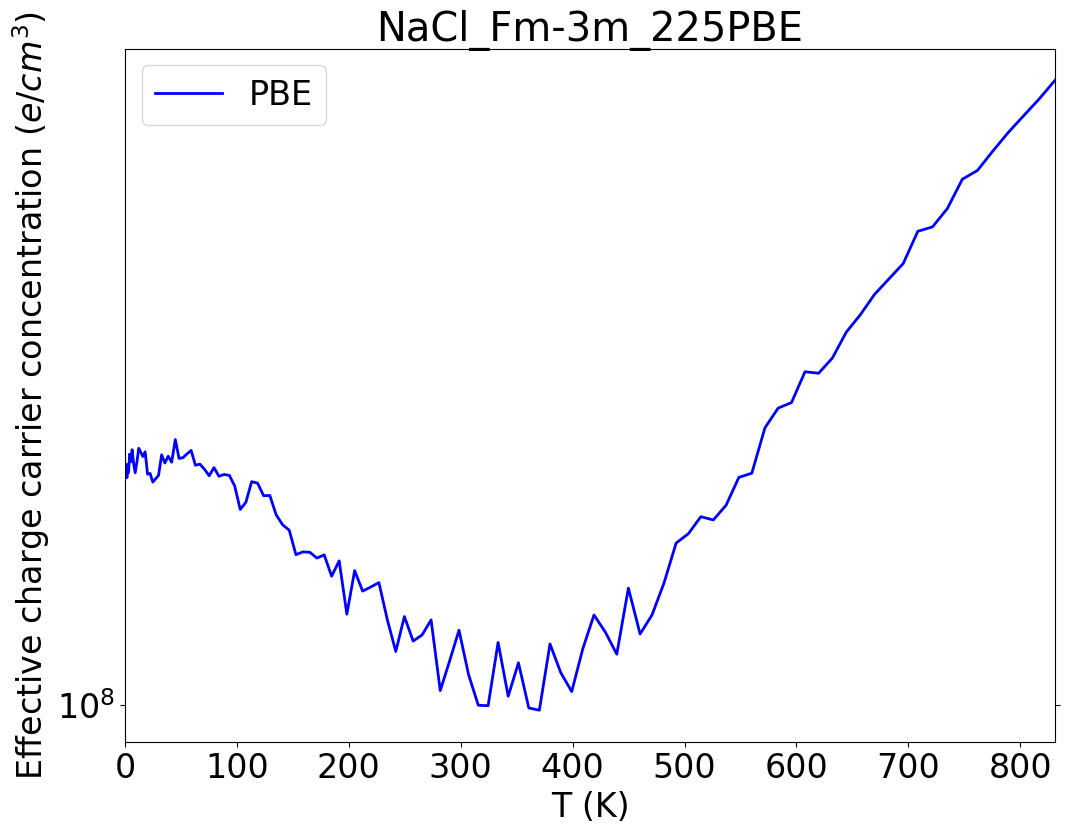 NaCl_Fm-3m_225PBE
PBE
Effective charge carrier concentration (e/cm³)
10⁸
0 100 200 300 400 500 600 700 800
T (K)